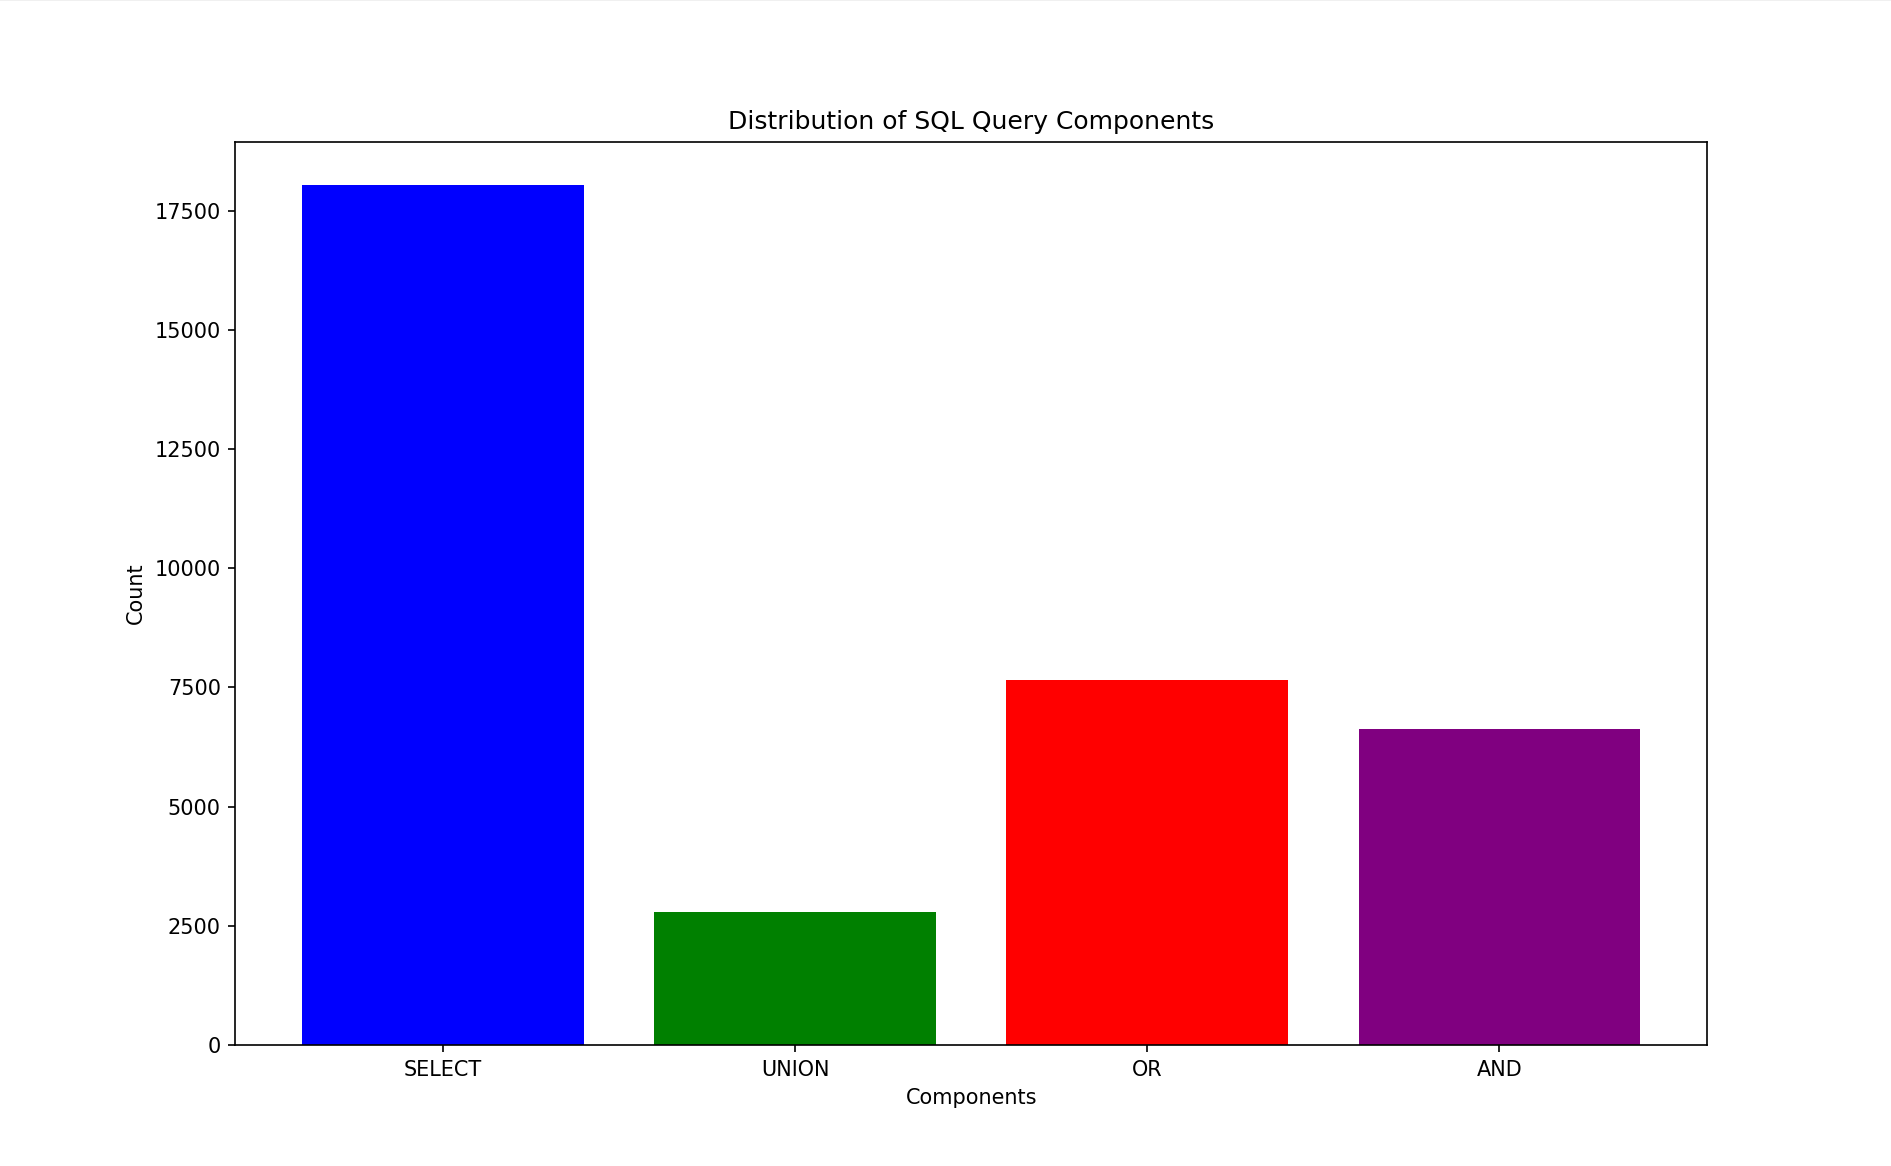 Distribution of SQL Query Components
17500
15000
12500
10000
7500
5000
2500
0
Count
SELECT UNION OR AND
Components